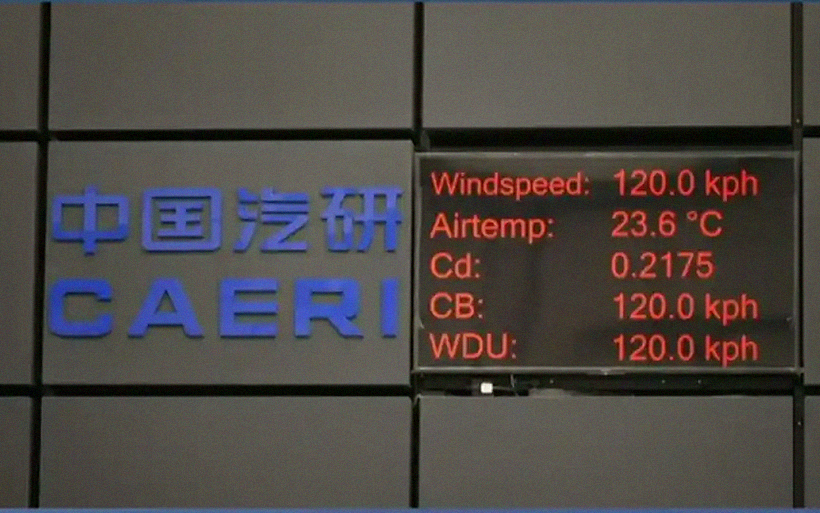 中国汽研
CAERI
Windspeed: 120.0 kph
Airtemp: 23.6 °C
Cd: 0.2175
CB: 120.0 kph
WDU: 120.0 kph